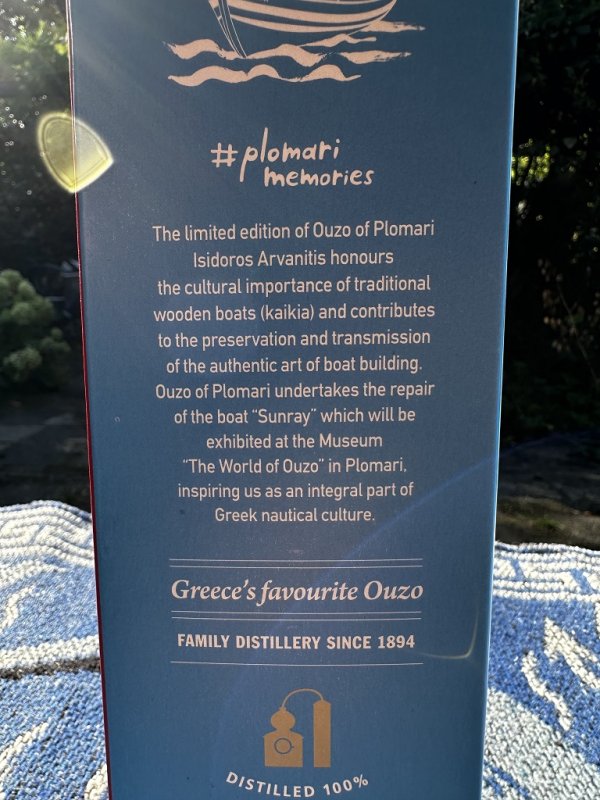 #plomari
memories
The limited edition of Ouzo of Plomari
Isidoros Arvanitis honours
the cultural importance of traditional
wooden boats (kaikia) and contributes
to the preservation and transmission
of the authentic art of boat building.
Ouzo of Plomari undertakes the repair
of the boat “Sunray” which will be
exhibited at the Museum
“The World of Ouzo” in Plomari,
inspiring us as an integral part of
Greek nautical culture.
Greece’s favourite Ouzo
FAMILY DISTILLERY SINCE 1894
DISTILLED 100%